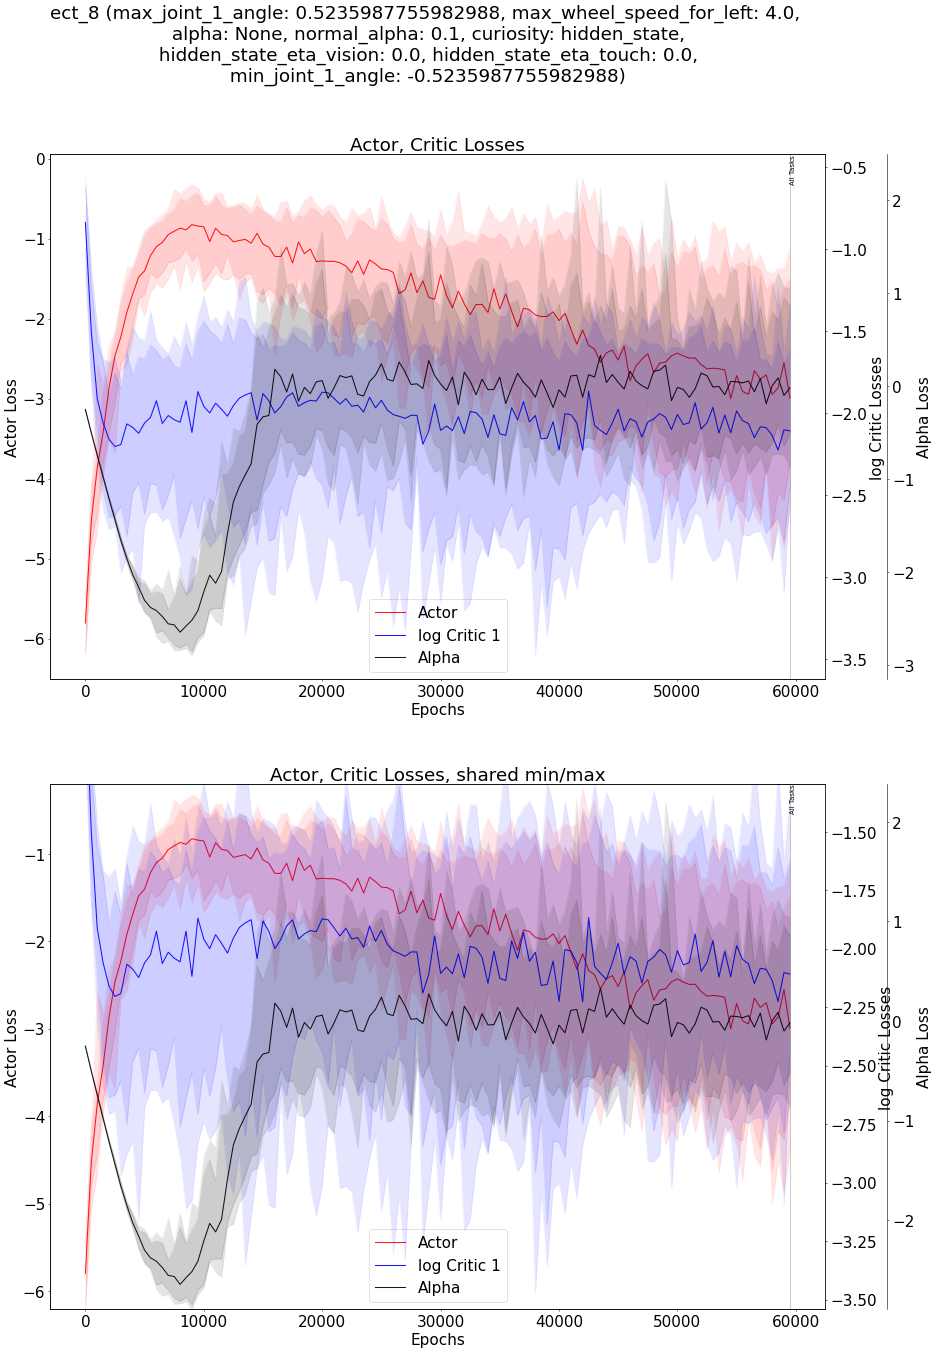 ect_8 (max_joint_1_angle: 0.5235987755982988, max_wheel_speed_for_left: 4.0,
alpha: None, normal_alpha: 0.1, curiosity: hidden_state,
hidden_state_eta_vision: 0.0, hidden_state_eta_touch: 0.0,
min_joint_1_angle: -0.5235987755982988)
Actor, Critic Losses
Actor Loss
0
−1
−2
−3
−4
−5
−6
0
10000
20000
30000
40000
50000
60000
Epochs
Actor
log Critic 1
Alpha
All Tasks
−0.5
−1.0
−1.5
−2.0
−2.5
−3.0
−3.5
log Critic Losses
2
1
0
−1
−2
−3
Alpha Loss
Actor, Critic Losses, shared min/max
Actor Loss
−1
−2
−3
−4
−5
−6
0
10000
20000
30000
40000
50000
60000
Epochs
Actor
log Critic 1
Alpha
All Tasks
−1.50
−1.75
−2.00
−2.25
−2.50
−2.75
−3.00
−3.25
−3.50
log Critic Losses
2
1
0
−1
−2
Alpha Loss